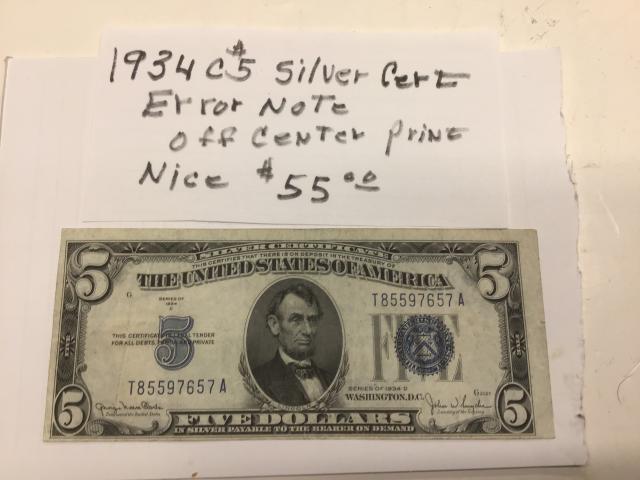 1934 C $5 Silver Cert
Error Note
off Center Print
Nice $55.00
SILVER CERTIFICATE
THIS CERTIFIES THAT THERE IS ON DEPOSIT IN THE TREASURY OF
5 THE UNITED STATES OF AMERICA 5
G
SERIES OF
1934
T85597657A
THIS CERTIFICATE IS LEGAL TENDER
FOR ALL DEBTS, PUBLIC AND PRIVATE
5
FIVE
T85597657A
SERIES OF 1934 D
WASHINGTON, D.C.
G
5 FIVE DOLLARS 5
IN SILVER PAYABLE TO THE BEARER ON DEMAND